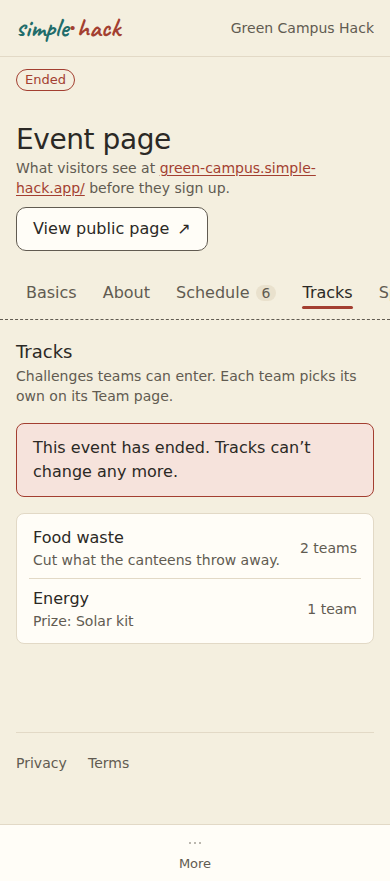 simple·hack
Green Campus Hack
Ended
Event page
What visitors see at green-campus.simple-
hack.app/ before they sign up.
View public page ↗
Basics About Schedule 6 Tracks S
Tracks
Challenges teams can enter. Each team picks its
own on its Team page.
This event has ended. Tracks can’t
change any more.
Food waste
Cut what the canteens throw away.
2 teams
Energy
Prize: Solar kit
1 team
Privacy Terms
...
More